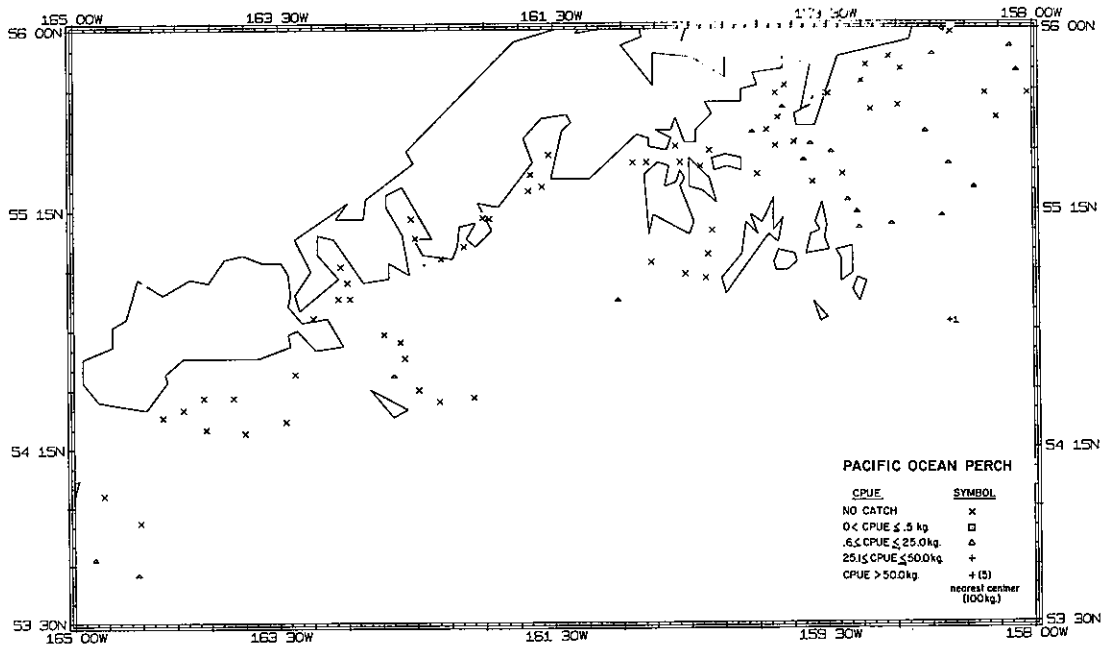 165 00W 163 30W 161 30W 159 30W 158 00W
56 00N 56 00N
55 15N 55 15N
+1
54 15N 54 15N
PACIFIC OCEAN PERCH
CPUE SYMBOL
NO CATCH ×
0 < CPUE ≤ .5 kg □
.6 ≤ CPUE ≤ 25.0kg. △
25.1 ≤ CPUE ≤ 50.0kg +
CPUE > 50.0kg. +(5)
nearest centner
(100kg.)
53 30N 53 30N
165 00W 163 30W 161 30W 159 30W 158 00W